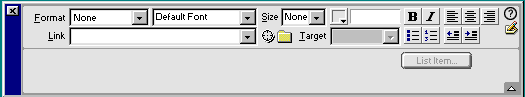 Format None Default Font Size None B I
Link Target
List Item...